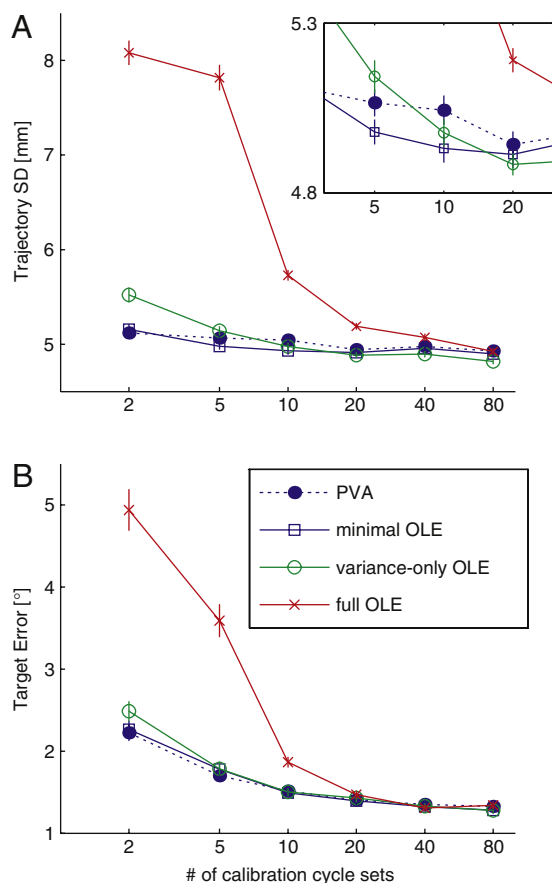 A
Trajectory SD [mm]
8
7
6
5
2
5
10
20
40
80
5.3
4.8
5
10
20
B
Target Error [°]
5
4
3
2
1
PVA
minimal OLE
variance-only OLE
full OLE
2
5
10
20
40
80
# of calibration cycle sets